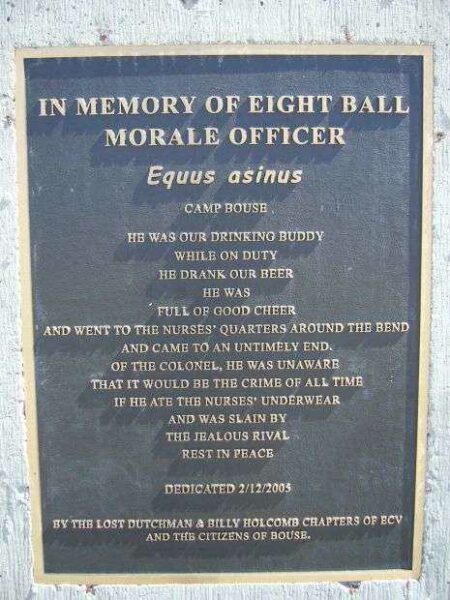 IN MEMORY OF EIGHT BALL
MORALE OFFICER
Equus asinus
CAMP BOUSE
HE WAS OUR DRINKING BUDDY
WHILE ON DUTY
HE DRANK OUR BEER
HE WAS
FULL OF GOOD CHEER
AND WENT TO THE NURSES' QUARTERS AROUND THE BEND
AND CAME TO AN UNTIMELY END.
OF THE COLONEL, HE WAS UNAWARE
THAT IT WOULD BE THE CRIME OF ALL TIME
IF HE ATE THE NURSES' UNDERWEAR
AND WAS SLAIN BY
THE JEALOUS RIVAL
REST IN PEACE
DEDICATED 2/12/2005
BY THE LOST DUTCHMAN & BILLY HOLCOMB CHAPTERS OF ECV
AND THE CITIZENS OF BOUSE.